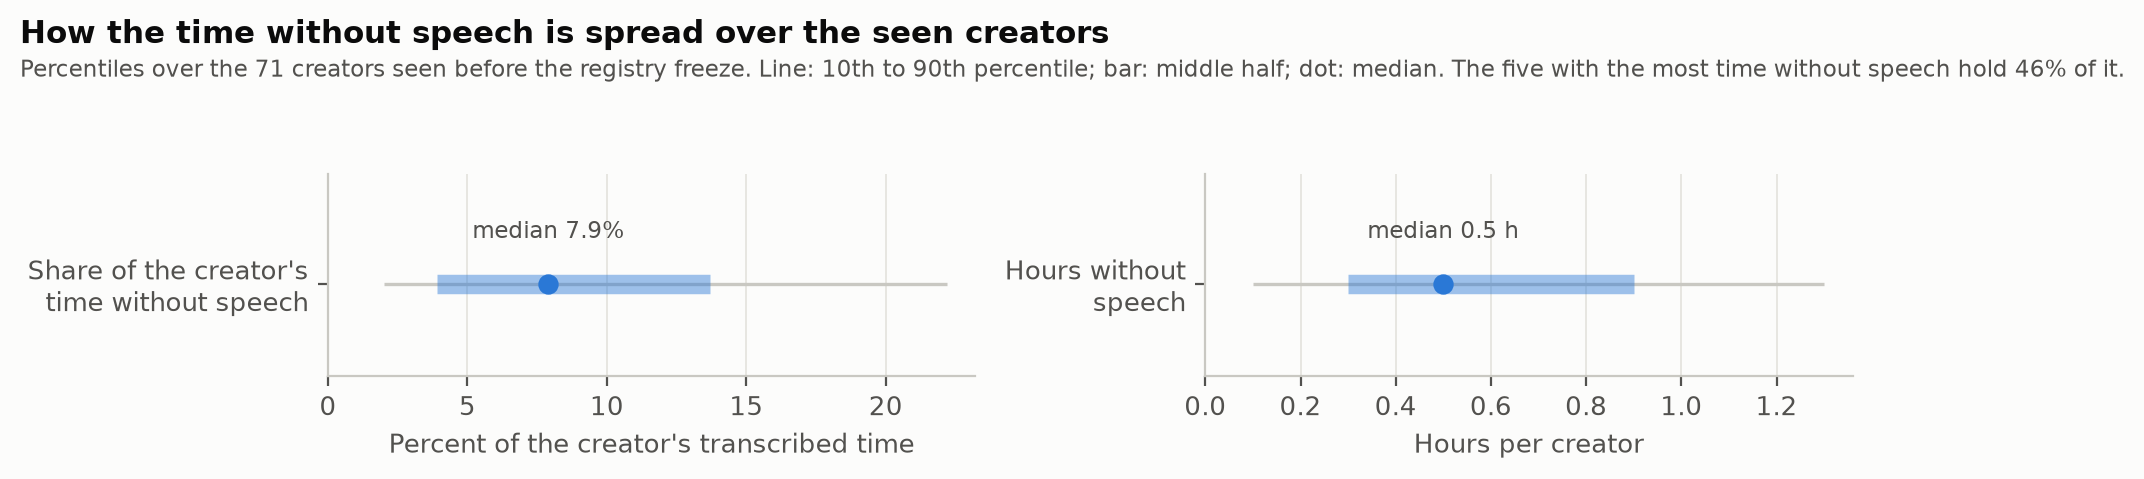 How the time without speech is spread over the seen creators
Percentiles over the 71 creators seen before the registry freeze. Line: 10th to 90th percentile; bar: middle half; dot: median. The five with the most time without speech hold 46% of it.
median 7.9%
Share of the creator's
time without speech
0 5 10 15 20
Percent of the creator's transcribed time
median 0.5 h
Hours without
speech
0.0 0.2 0.4 0.6 0.8 1.0 1.2
Hours per creator